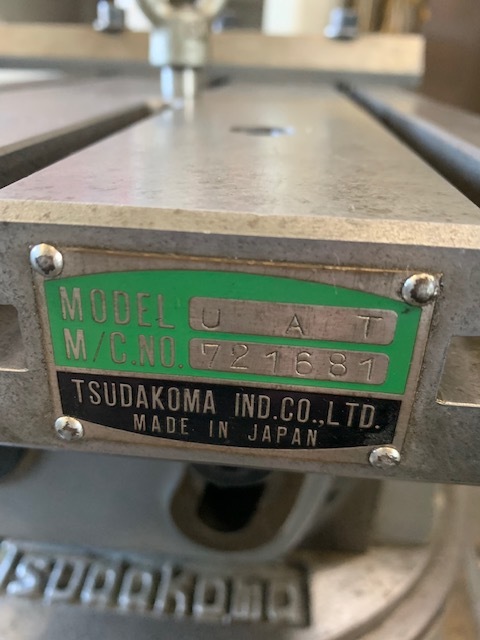 MODEL U A T
M/C.NO. 721681
TSUDAKOMA IND.CO.,LTD.
MADE IN JAPAN
Tsudakoma